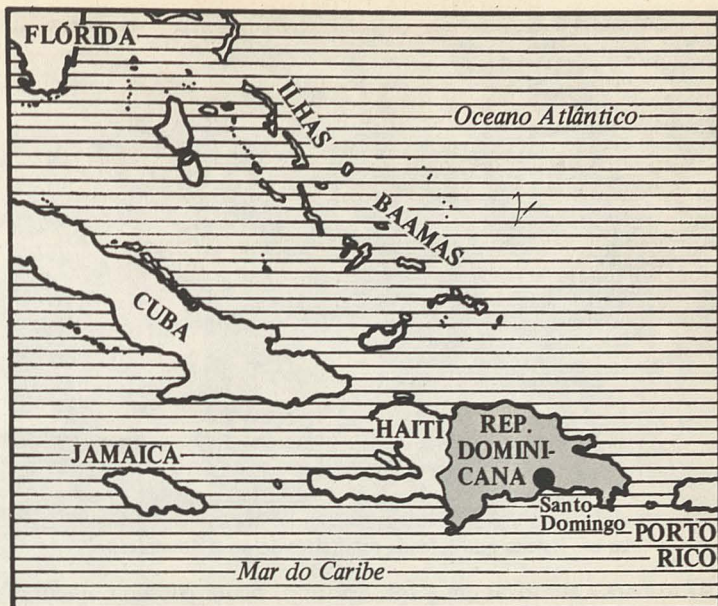 FLÓRIDA
ILHAS
Oceano Atlântico
BAAMAS
CUBA
HAITI
REP.
DOMINI-
CANA
JAMAICA
Santo
Domingo
PORTO
RICO
Mar do Caribe